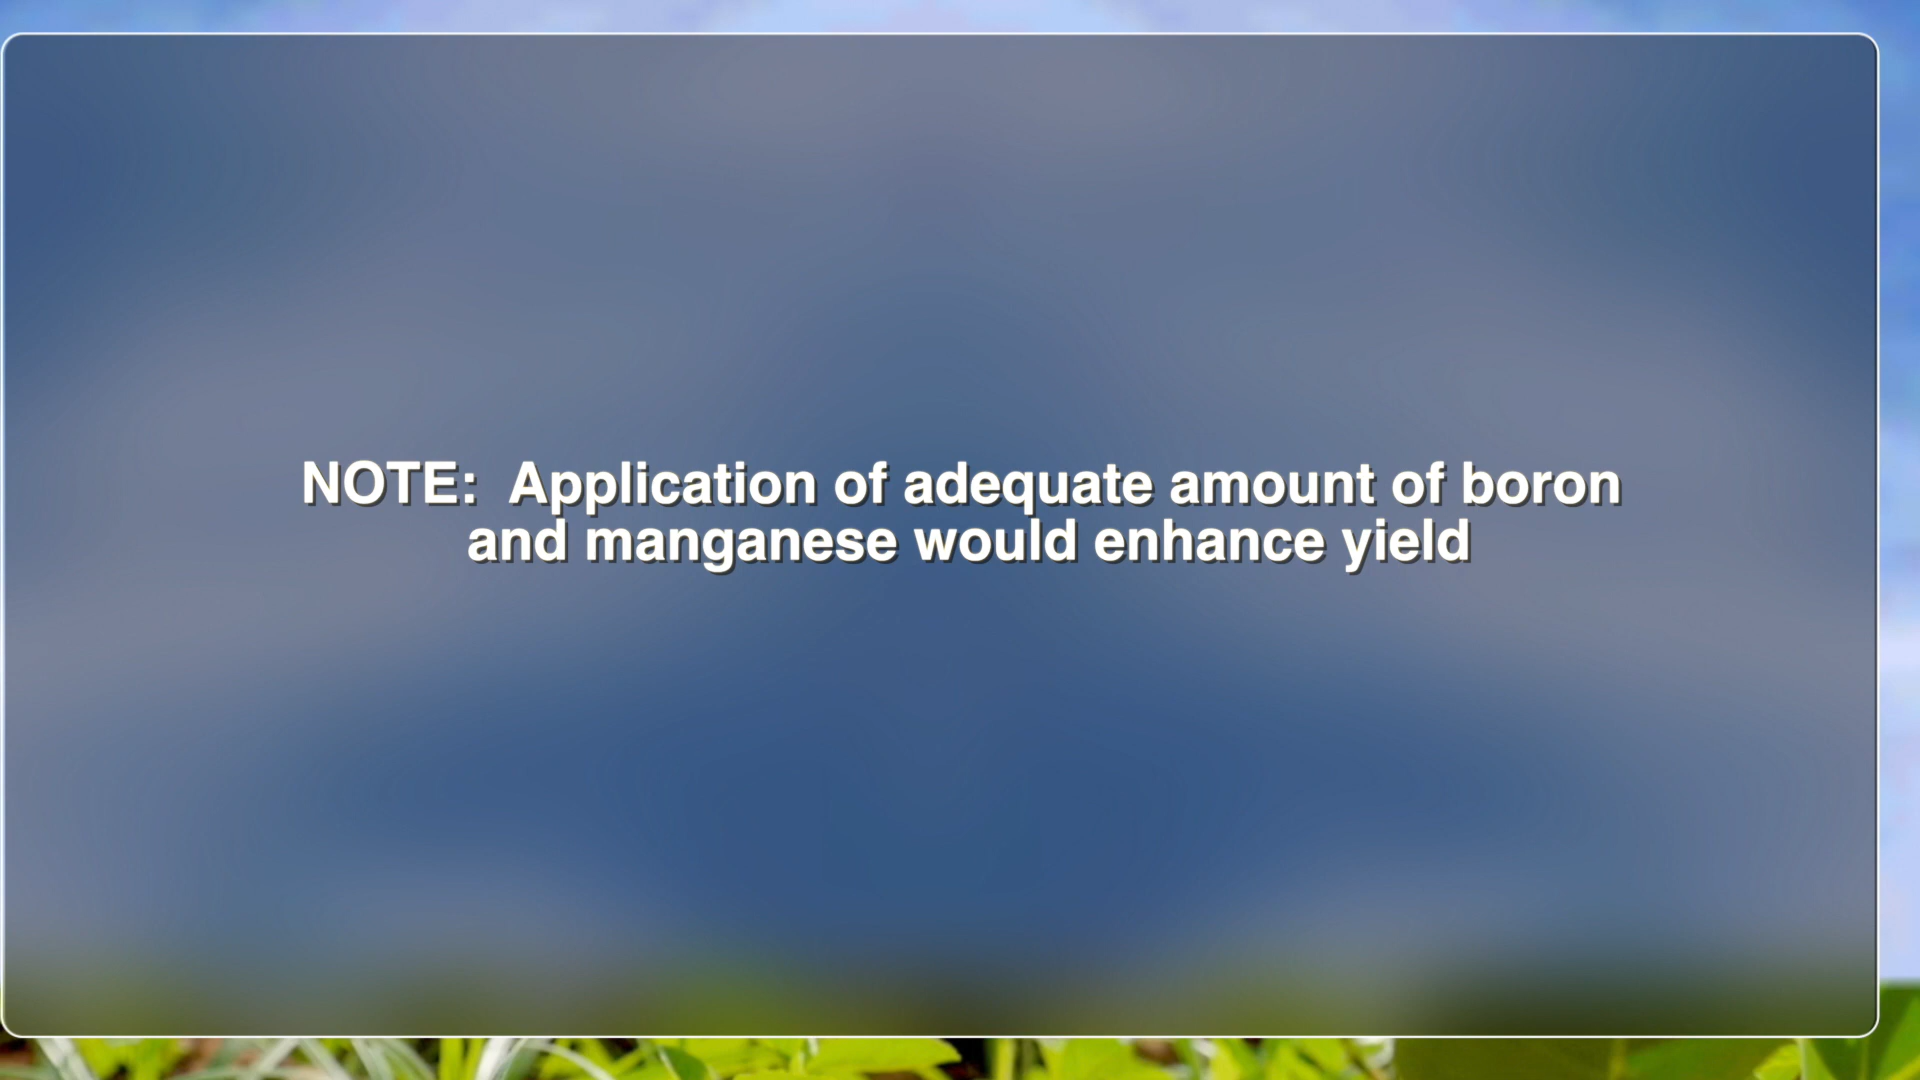 NOTE:  Application of adequate amount of boron
and manganese would enhance yield